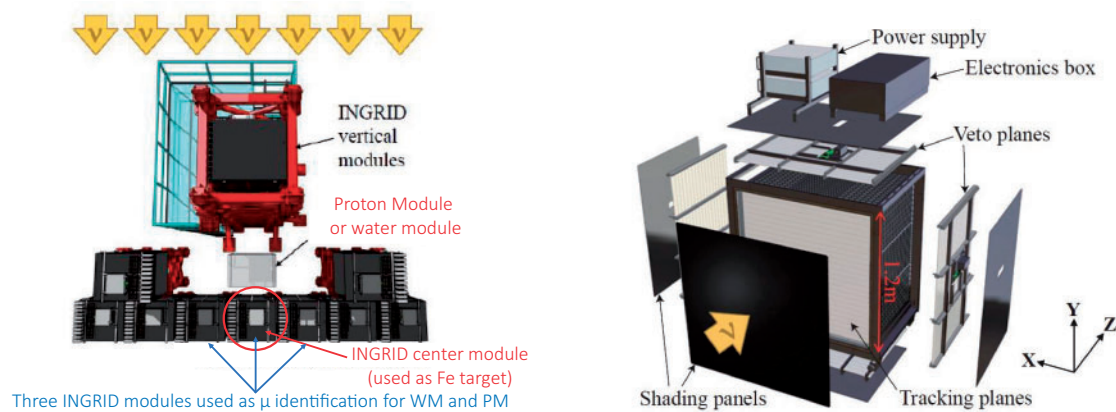 ν ν ν ν ν ν ν
INGRID
vertical
modules
Proton Module
or water module
INGRID center module
(used as Fe target)
Three INGRID modules used as μ identification for WM and PM
Power supply
Electronics box
Veto planes
1.2m
ν
Y
Z
X
Shading panels
Tracking planes